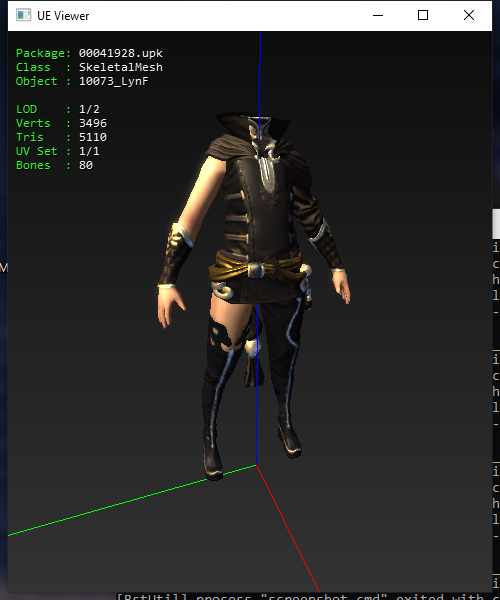 UE Viewer
Package: 00041928.upk
Class : SkeletalMesh
Object : 10073_LynF
LOD : 1/2
Verts : 3496
Tris : 5110
UV Set : 1/1
Bones : 80
M
i
c
h
l
-
i
c
h
l
-
i
c
h
l
-
i
[RstUtil] process "screenshot.cmd" exited with c